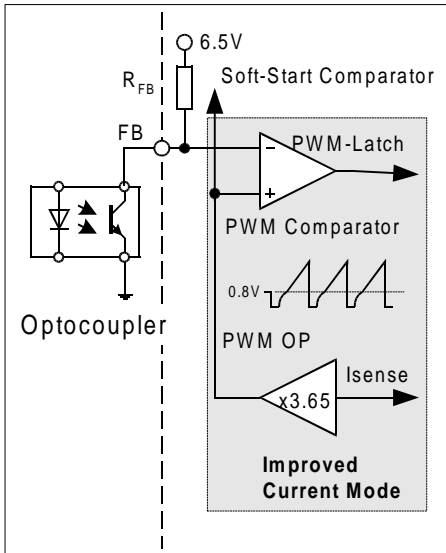 6.5V
RFB
Soft-Start Comparator
FB
PWM-Latch
PWM Comparator
0.8V
Optocoupler
PWM OP
x3.65
Isense
Improved
Current Mode